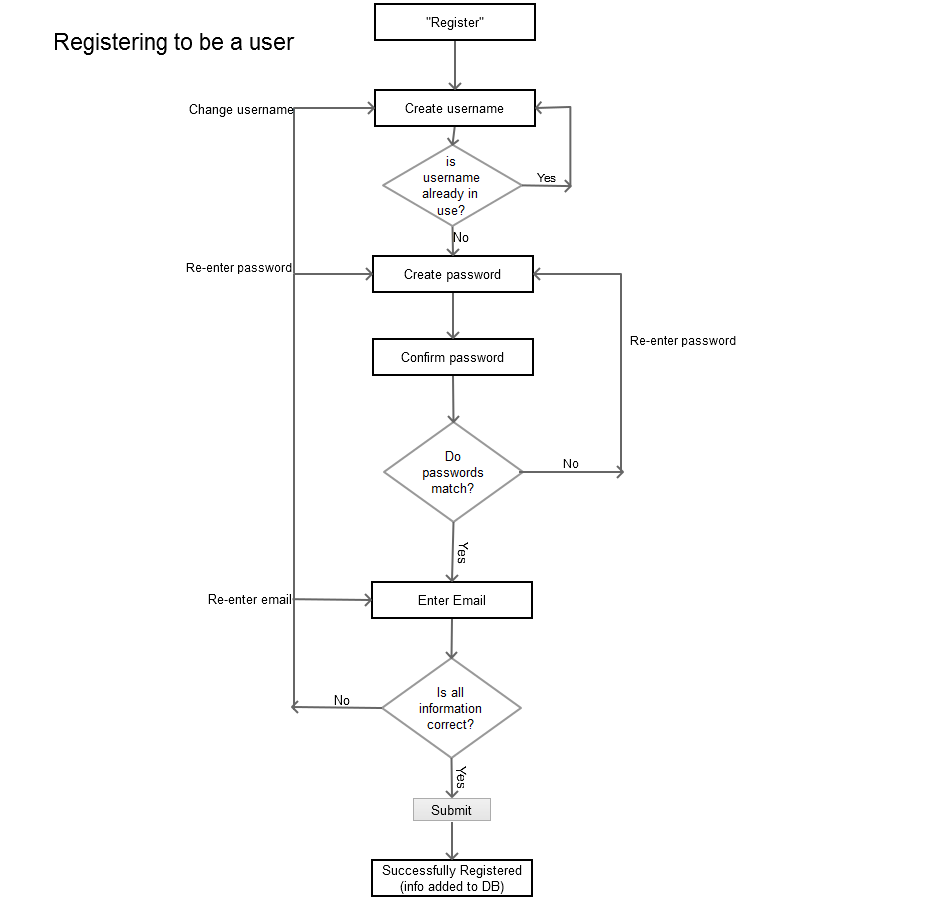 "Register"
Registering to be a user
Change username
Create username
is
username
already in
use?
Yes
No
Re-enter password
Create password
Re-enter password
Confirm password
Do
passwords
match?
No
Yes
Re-enter email
Enter Email
Is all
information
correct?
No
Yes
Submit
Successfully Registered
(info added to DB)